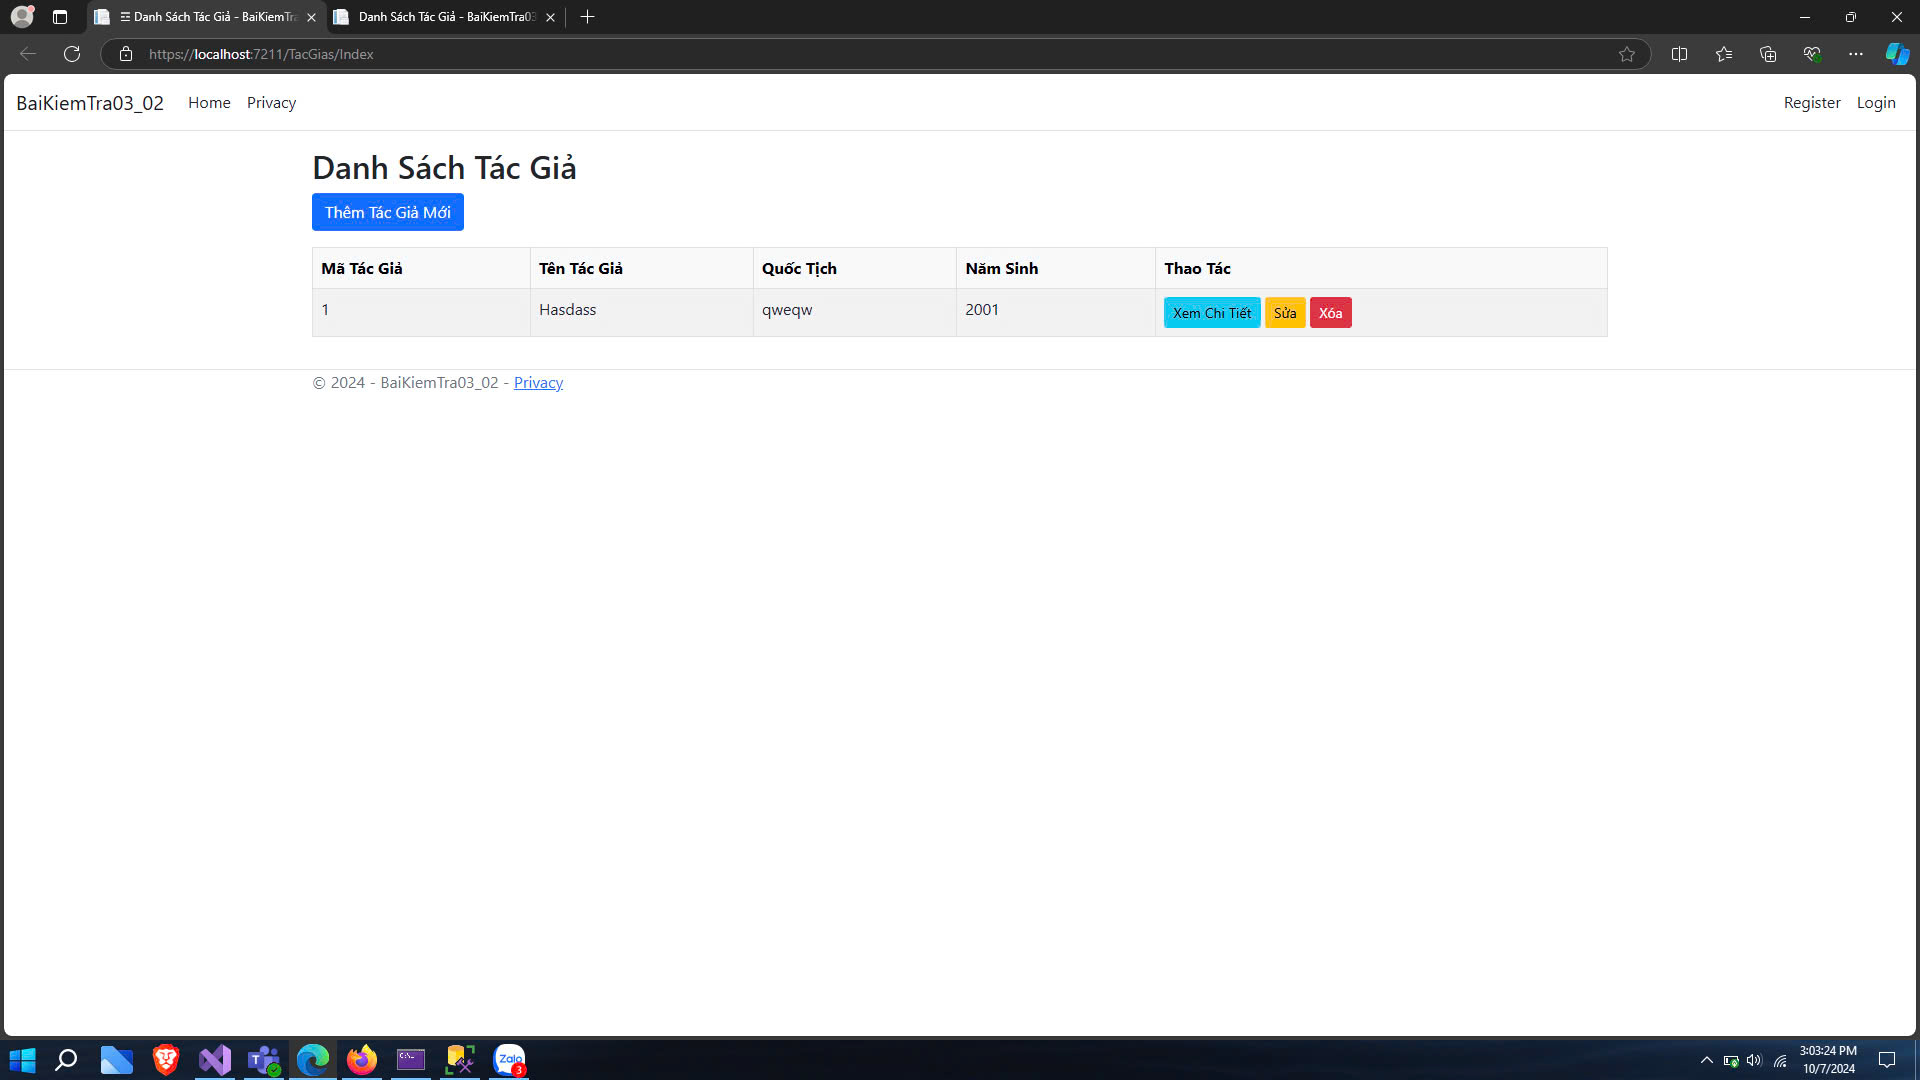 ☰ Danh Sách Tác Giả - BaiKiemTra
Danh Sách Tác Giả - BaiKiemTra03
https://localhost:7211/TacGias/Index
BaiKiemTra03_02 Home Privacy Register Login
Danh Sách Tác Giả
Thêm Tác Giả Mới
Mã Tác Giả Tên Tác Giả Quốc Tịch Năm Sinh Thao Tác
1 Hasdass qweqw 2001 Xem Chi Tiết Sửa Xóa
© 2024 - BaiKiemTra03_02 - Privacy
Zalo 3
3:03:24 PM
10/7/2024